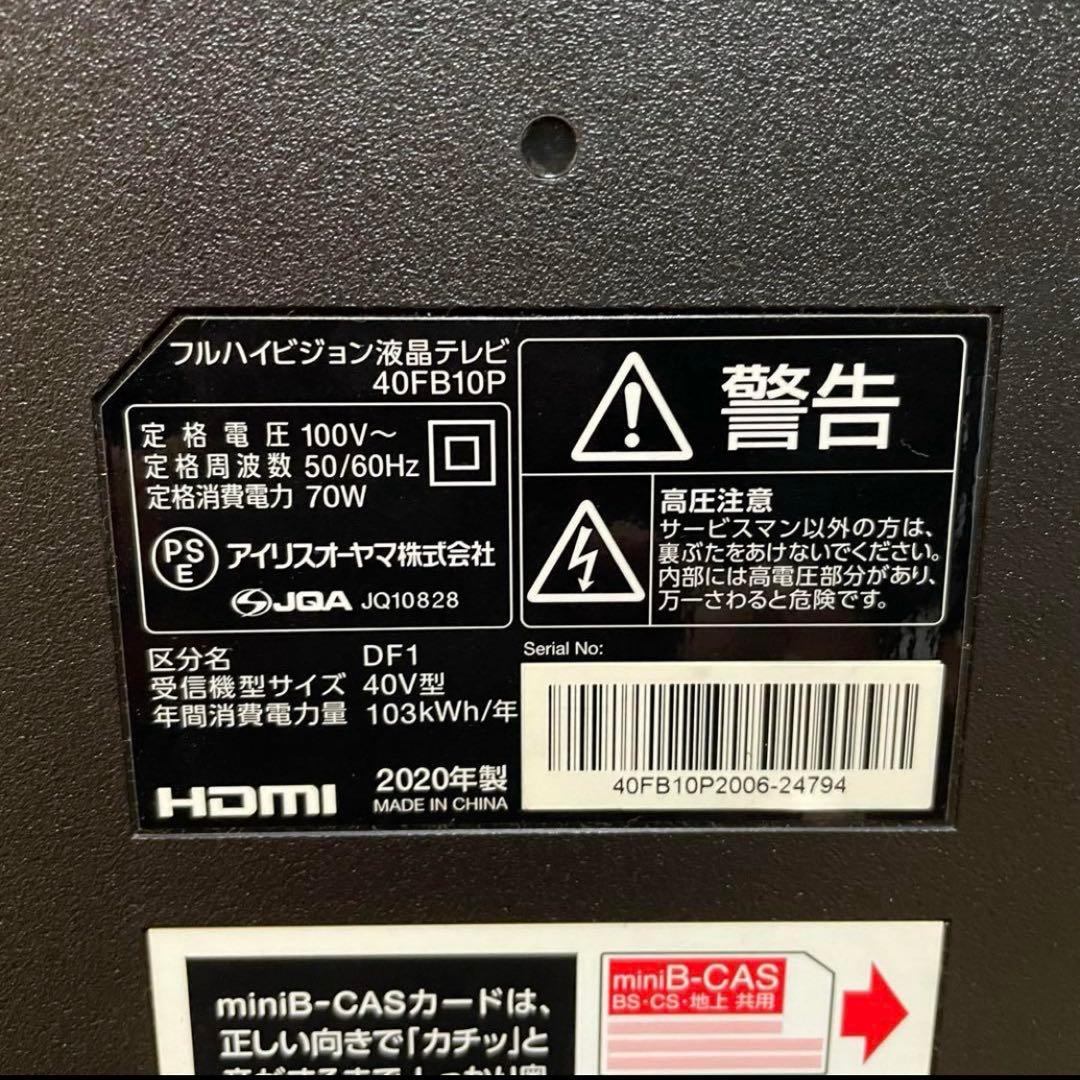 フルハイビジョン液晶テレビ
40FB10P
定格電圧 100V～
定格周波数 50/60Hz
定格消費電力 70W
PS
E
アイリスオーヤマ株式会社
JQA JQ10828
区分名 DF1
受信機型サイズ 40V型
年間消費電力量 103kWh/年
HDMI
2020年製
MADE IN CHINA
警告
高圧注意
サービスマン以外の方は、
裏ぶたをあけないでください。
内部には高電圧部分があり、
万一さわると危険です。
Serial No:
40FB10P2006-24794
miniB-CASカードは、
正しい向きで「カチッ」と
miniB-CAS
BS・CS・地上 共用